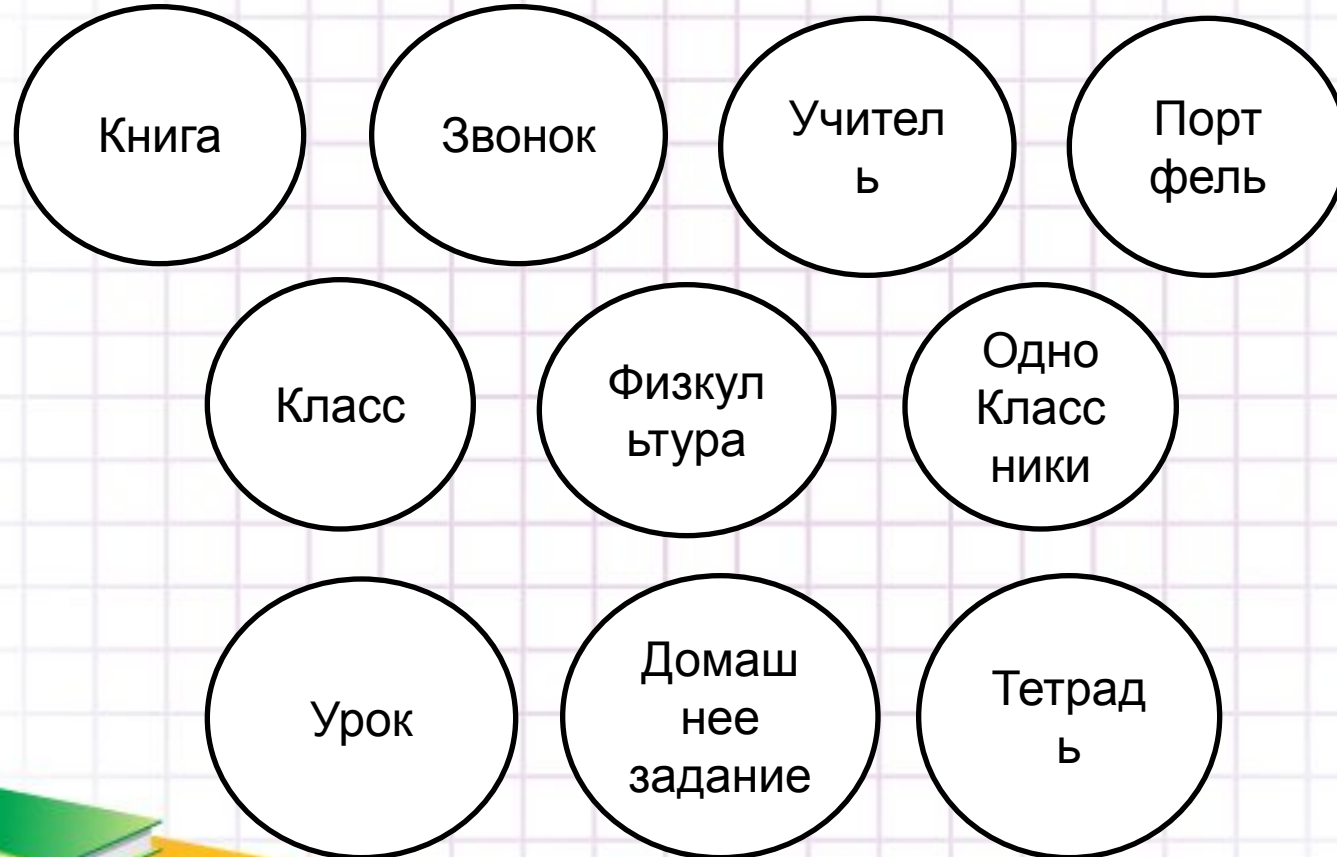 Книга
Звонок
Учител
ь
Порт
фель
Класс
Физкул
ьтура
Одно
Класс
ники
Урок
Домаш
нее
задание
Тетрад
ь